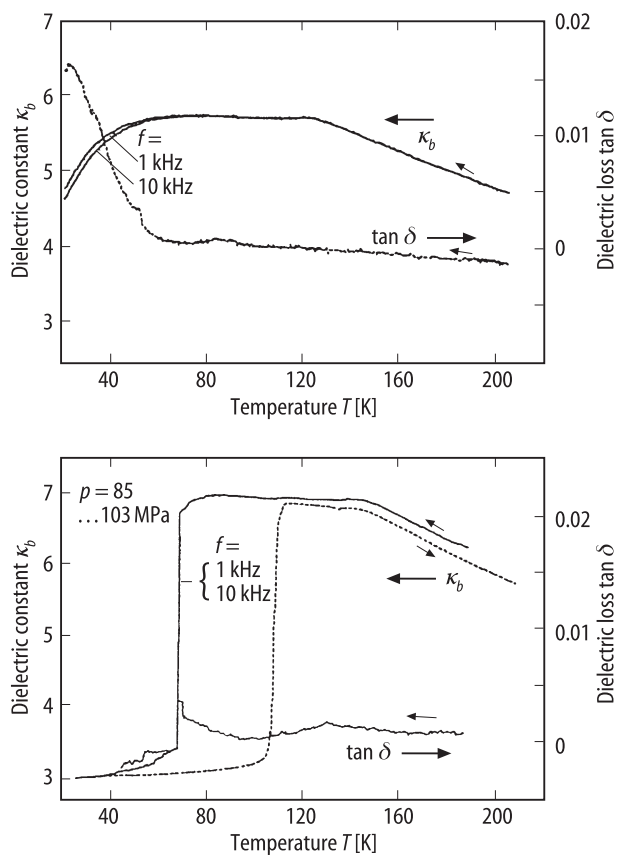 7
6
5
4
3
Dielectric constant κb
f =
1 kHz
10 kHz
κb
tan δ
0.02
0.01
0
Dielectric loss tan δ
40 80 120 160 200
Temperature T [K]
p = 85
...103 MPa
7
6
5
4
3
Dielectric constant κb
f =
1 kHz
10 kHz
κb
tan δ
0.02
0.01
0
Dielectric loss tan δ
40 80 120 160 200
Temperature T [K]